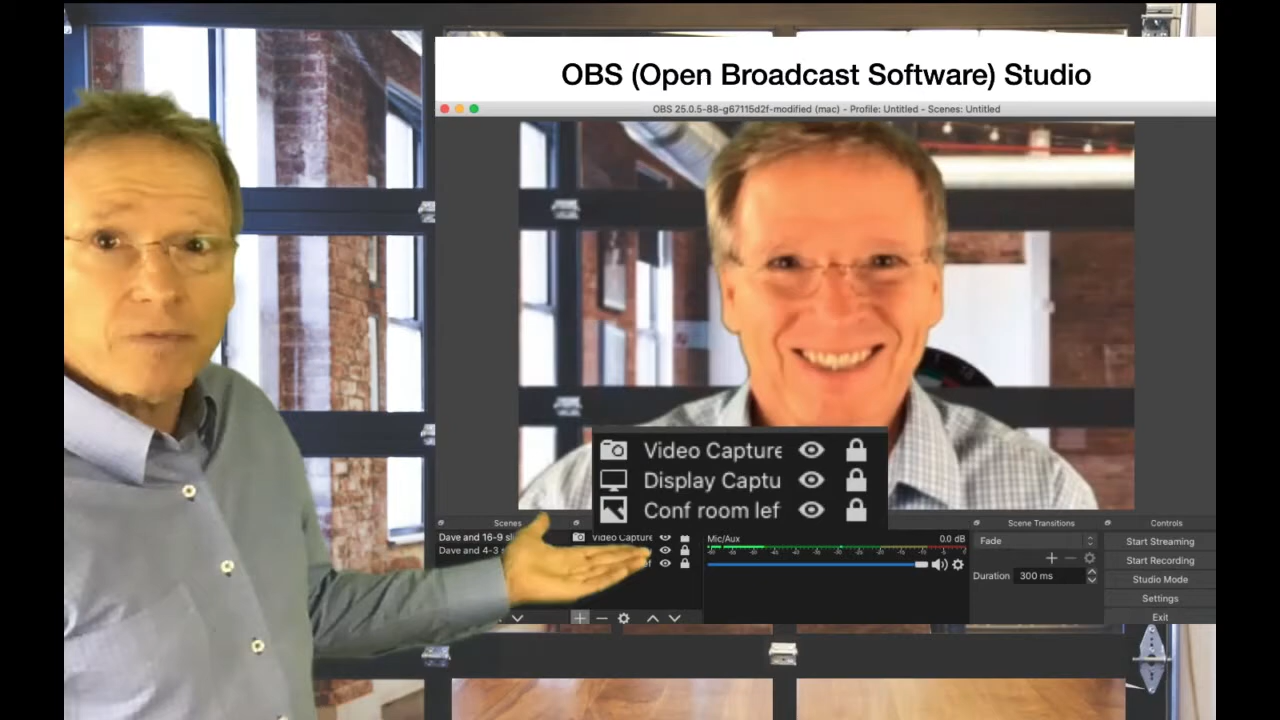 OBS (Open Broadcast Software) Studio
OBS 25.0.5-88-g67115d2f-modified (mac) - Profile: Untitled - Scenes: Untitled
Video Capture
Display Captu
Conf room lef
Scenes
Scene Transitions
Controls
Dave and 16-9 sl
Video Capture
Mic/Aux
0.0 dB
Fade
Start Streaming
Dave and 4-3 s
Start Recording
Duration
300 ms
Studio Mode
Settings
Exit